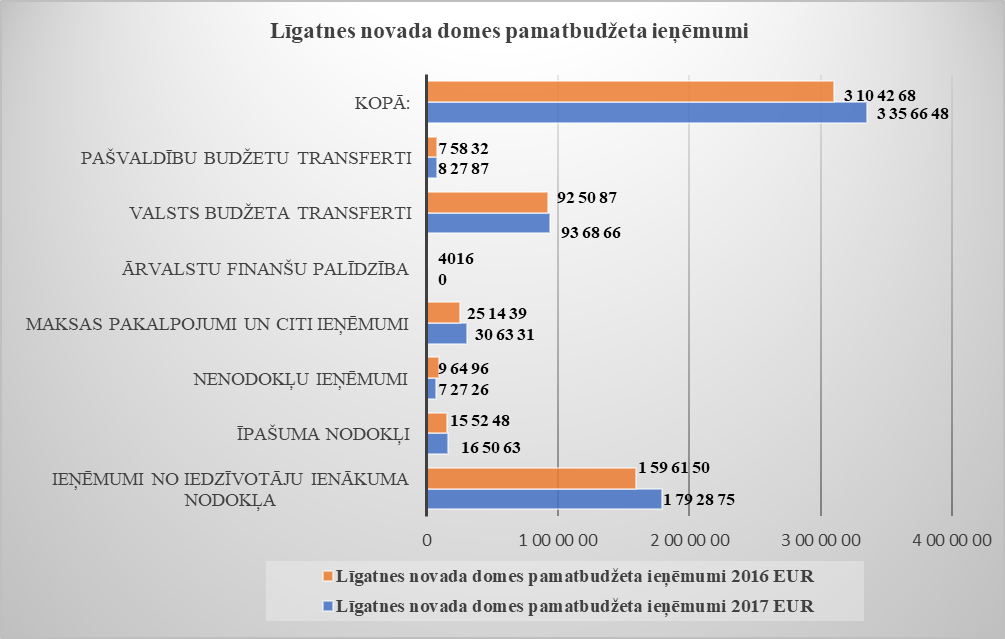 Līgatnes novada domes pamatbudžeta ieņēmumi
KOPĀ:
3 10 42 68
3 35 66 48
PAŠVALDĪBU BUDŽETU TRANSFERTI
7 58 32
8 27 87
VALSTS BUDŽETA TRANSFERTI
92 50 87
93 68 66
ĀRVALSTU FINANŠU PALĪDZĪBA
4016
0
MAKSAS PAKALPOJUMI UN CITI IEŅĒMUMI
25 14 39
30 63 31
NENODOKĻU IEŅĒMUMI
9 64 96
7 27 26
ĪPAŠUMA NODOKĻI
15 52 48
16 50 63
IEŅĒMUMI NO IEDZĪVOTĀJU IENĀKUMA
NODOKĻA
1 59 61 50
1 79 28 75
0 1 00 00 00 2 00 00 00 3 00 00 00 4 00 00 00
Līgatnes novada domes pamatbudžeta ieņēmumi 2016 EUR
Līgatnes novada domes pamatbudžeta ieņēmumi 2017 EUR